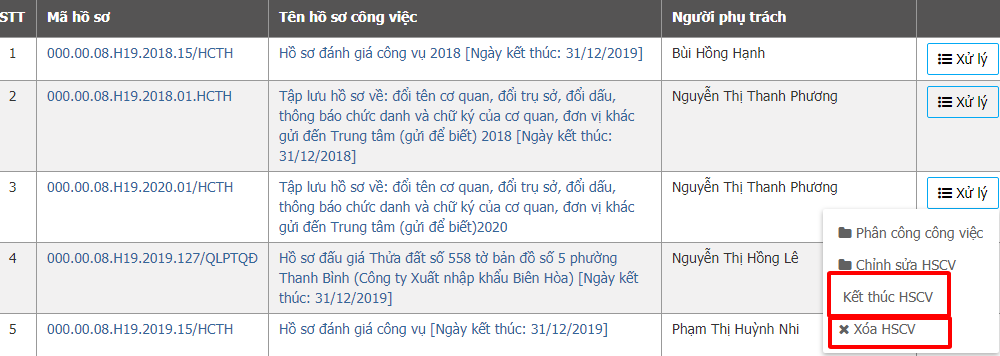 STT Mã hồ sơ Tên hồ sơ công việc Người phụ trách
1 000.00.08.H19.2018.15/HCTH Hồ sơ đánh giá công vụ 2018 [Ngày kết thúc: 31/12/2019] Bùi Hồng Hạnh Xử lý
2 000.00.08.H19.2018.01.HCTH Tập lưu hồ sơ về: đổi tên cơ quan, đổi trụ sở, đổi dấu, Nguyễn Thị Thanh Phương Xử lý
thông báo chức danh và chữ ký của cơ quan, đơn vị khác
gửi đến Trung tâm (gửi để biết) 2018 [Ngày kết thúc:
31/12/2018]
3 000.00.08.H19.2020.01/HCTH Tập lưu hồ sơ về: đổi tên cơ quan, đổi trụ sở, đổi dấu, Nguyễn Thị Thanh Phương Xử lý
thông báo chức danh và chữ ký của cơ quan, đơn vị khác
gửi đến Trung tâm (gửi để biết)2020
Phân công công việc
Chỉnh sửa HSCV
Kết thúc HSCV
Xóa HSCV
4 000.00.08.H19.2019.127/QLPTQĐ Hồ sơ đấu giá Thửa đất số 558 tờ bản đồ số 5 phường Nguyễn Thị Hồng Lê
Thanh Bình (Công ty Xuất nhập khẩu Biên Hòa) [Ngày
kết thúc: 31/12/2019]
5 000.00.08.H19.2019.15/HCTH Hồ sơ đánh giá công vụ [Ngày kết thúc: 31/12/2019] Phạm Thị Huỳnh Nhi